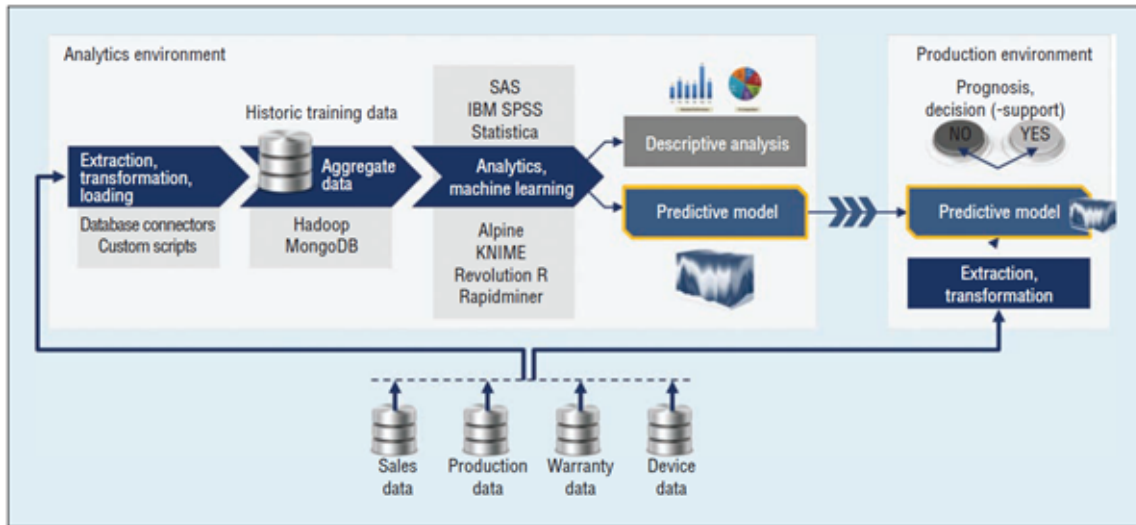 Analytics environment
Historic training data
SAS
IBM SPSS
Statistica
Extraction,
transformation,
loading
Aggregate
data
Analytics,
machine learning
Database connectors
Custom scripts
Hadoop
MongoDB
Alpine
KNIME
Revolution R
Rapidminer
Descriptive analysis
Predictive model
Production environment
Prognosis,
decision (-support)
NO YES
Predictive model
Extraction,
transformation
Sales
data
Production
data
Warranty
data
Device
data